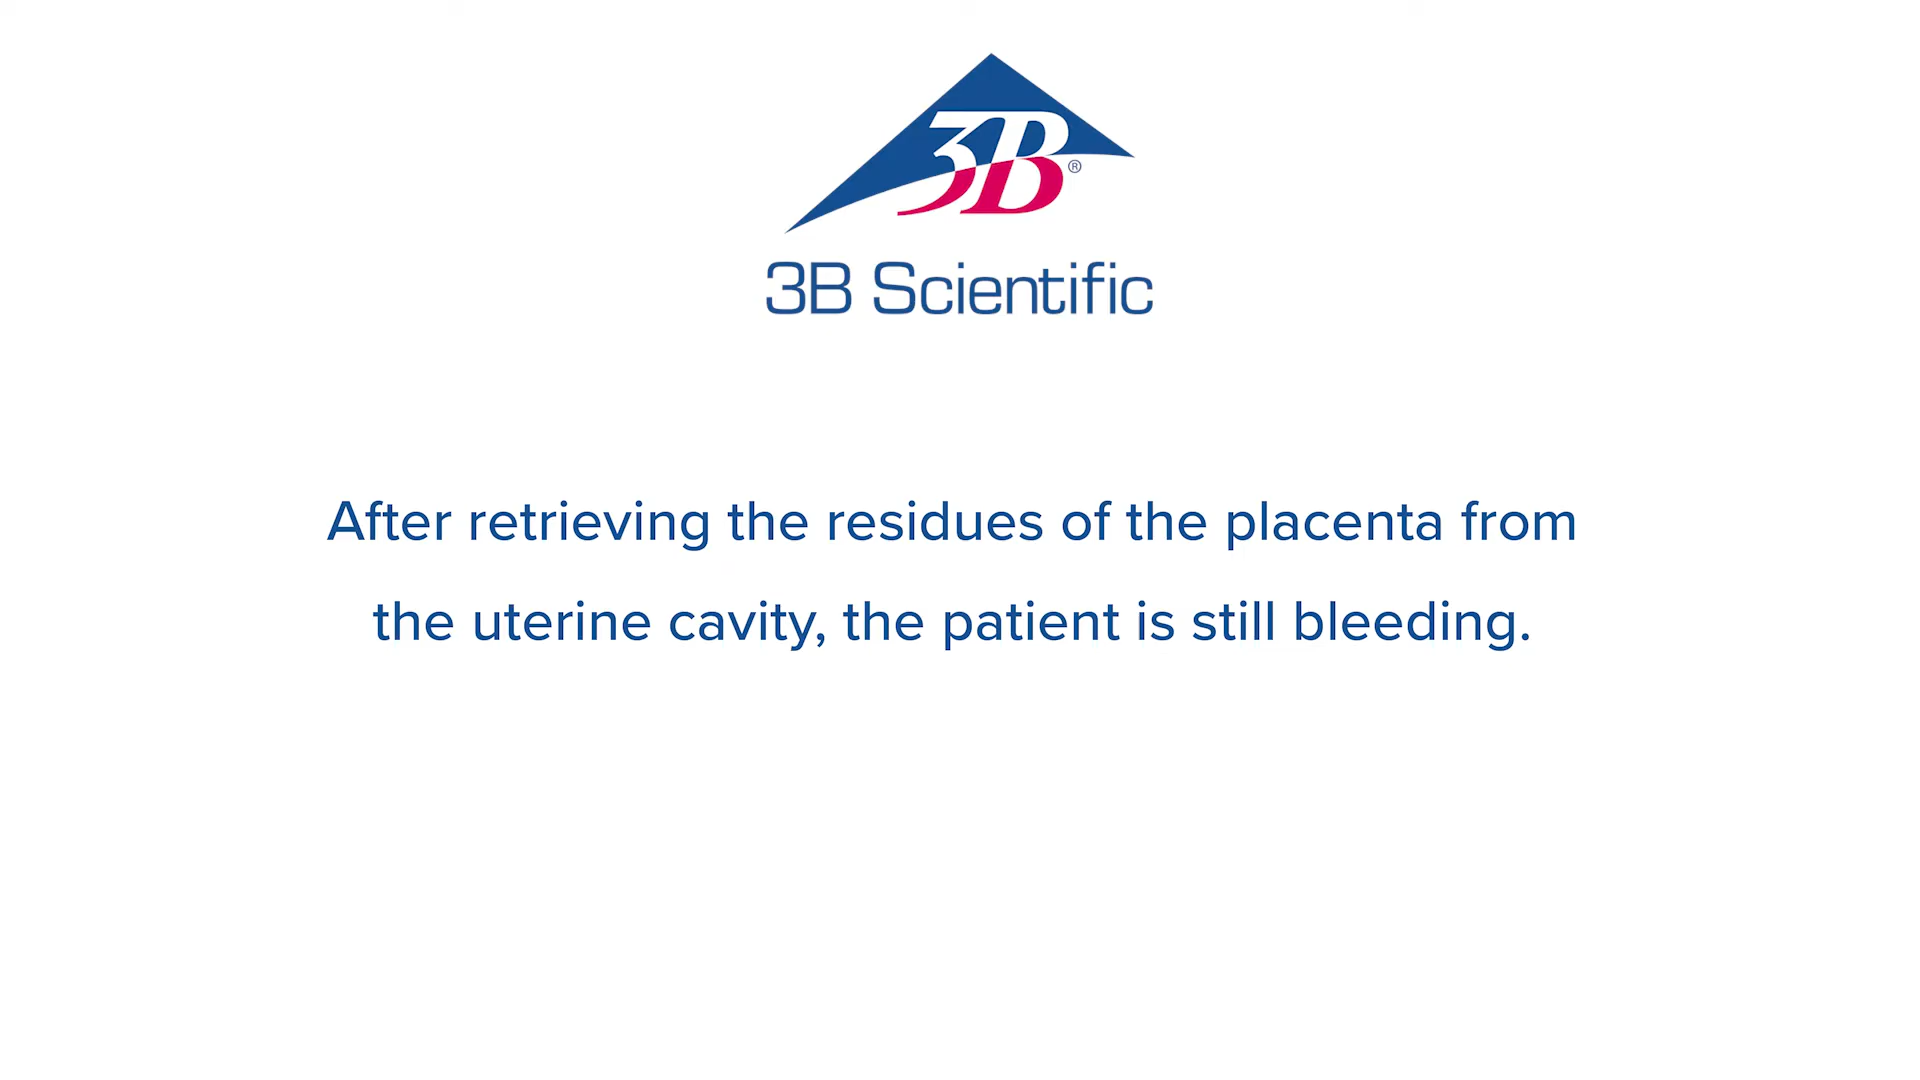 3B®
3B Scientific
After retrieving the residues of the placenta from
the uterine cavity, the patient is still bleeding.